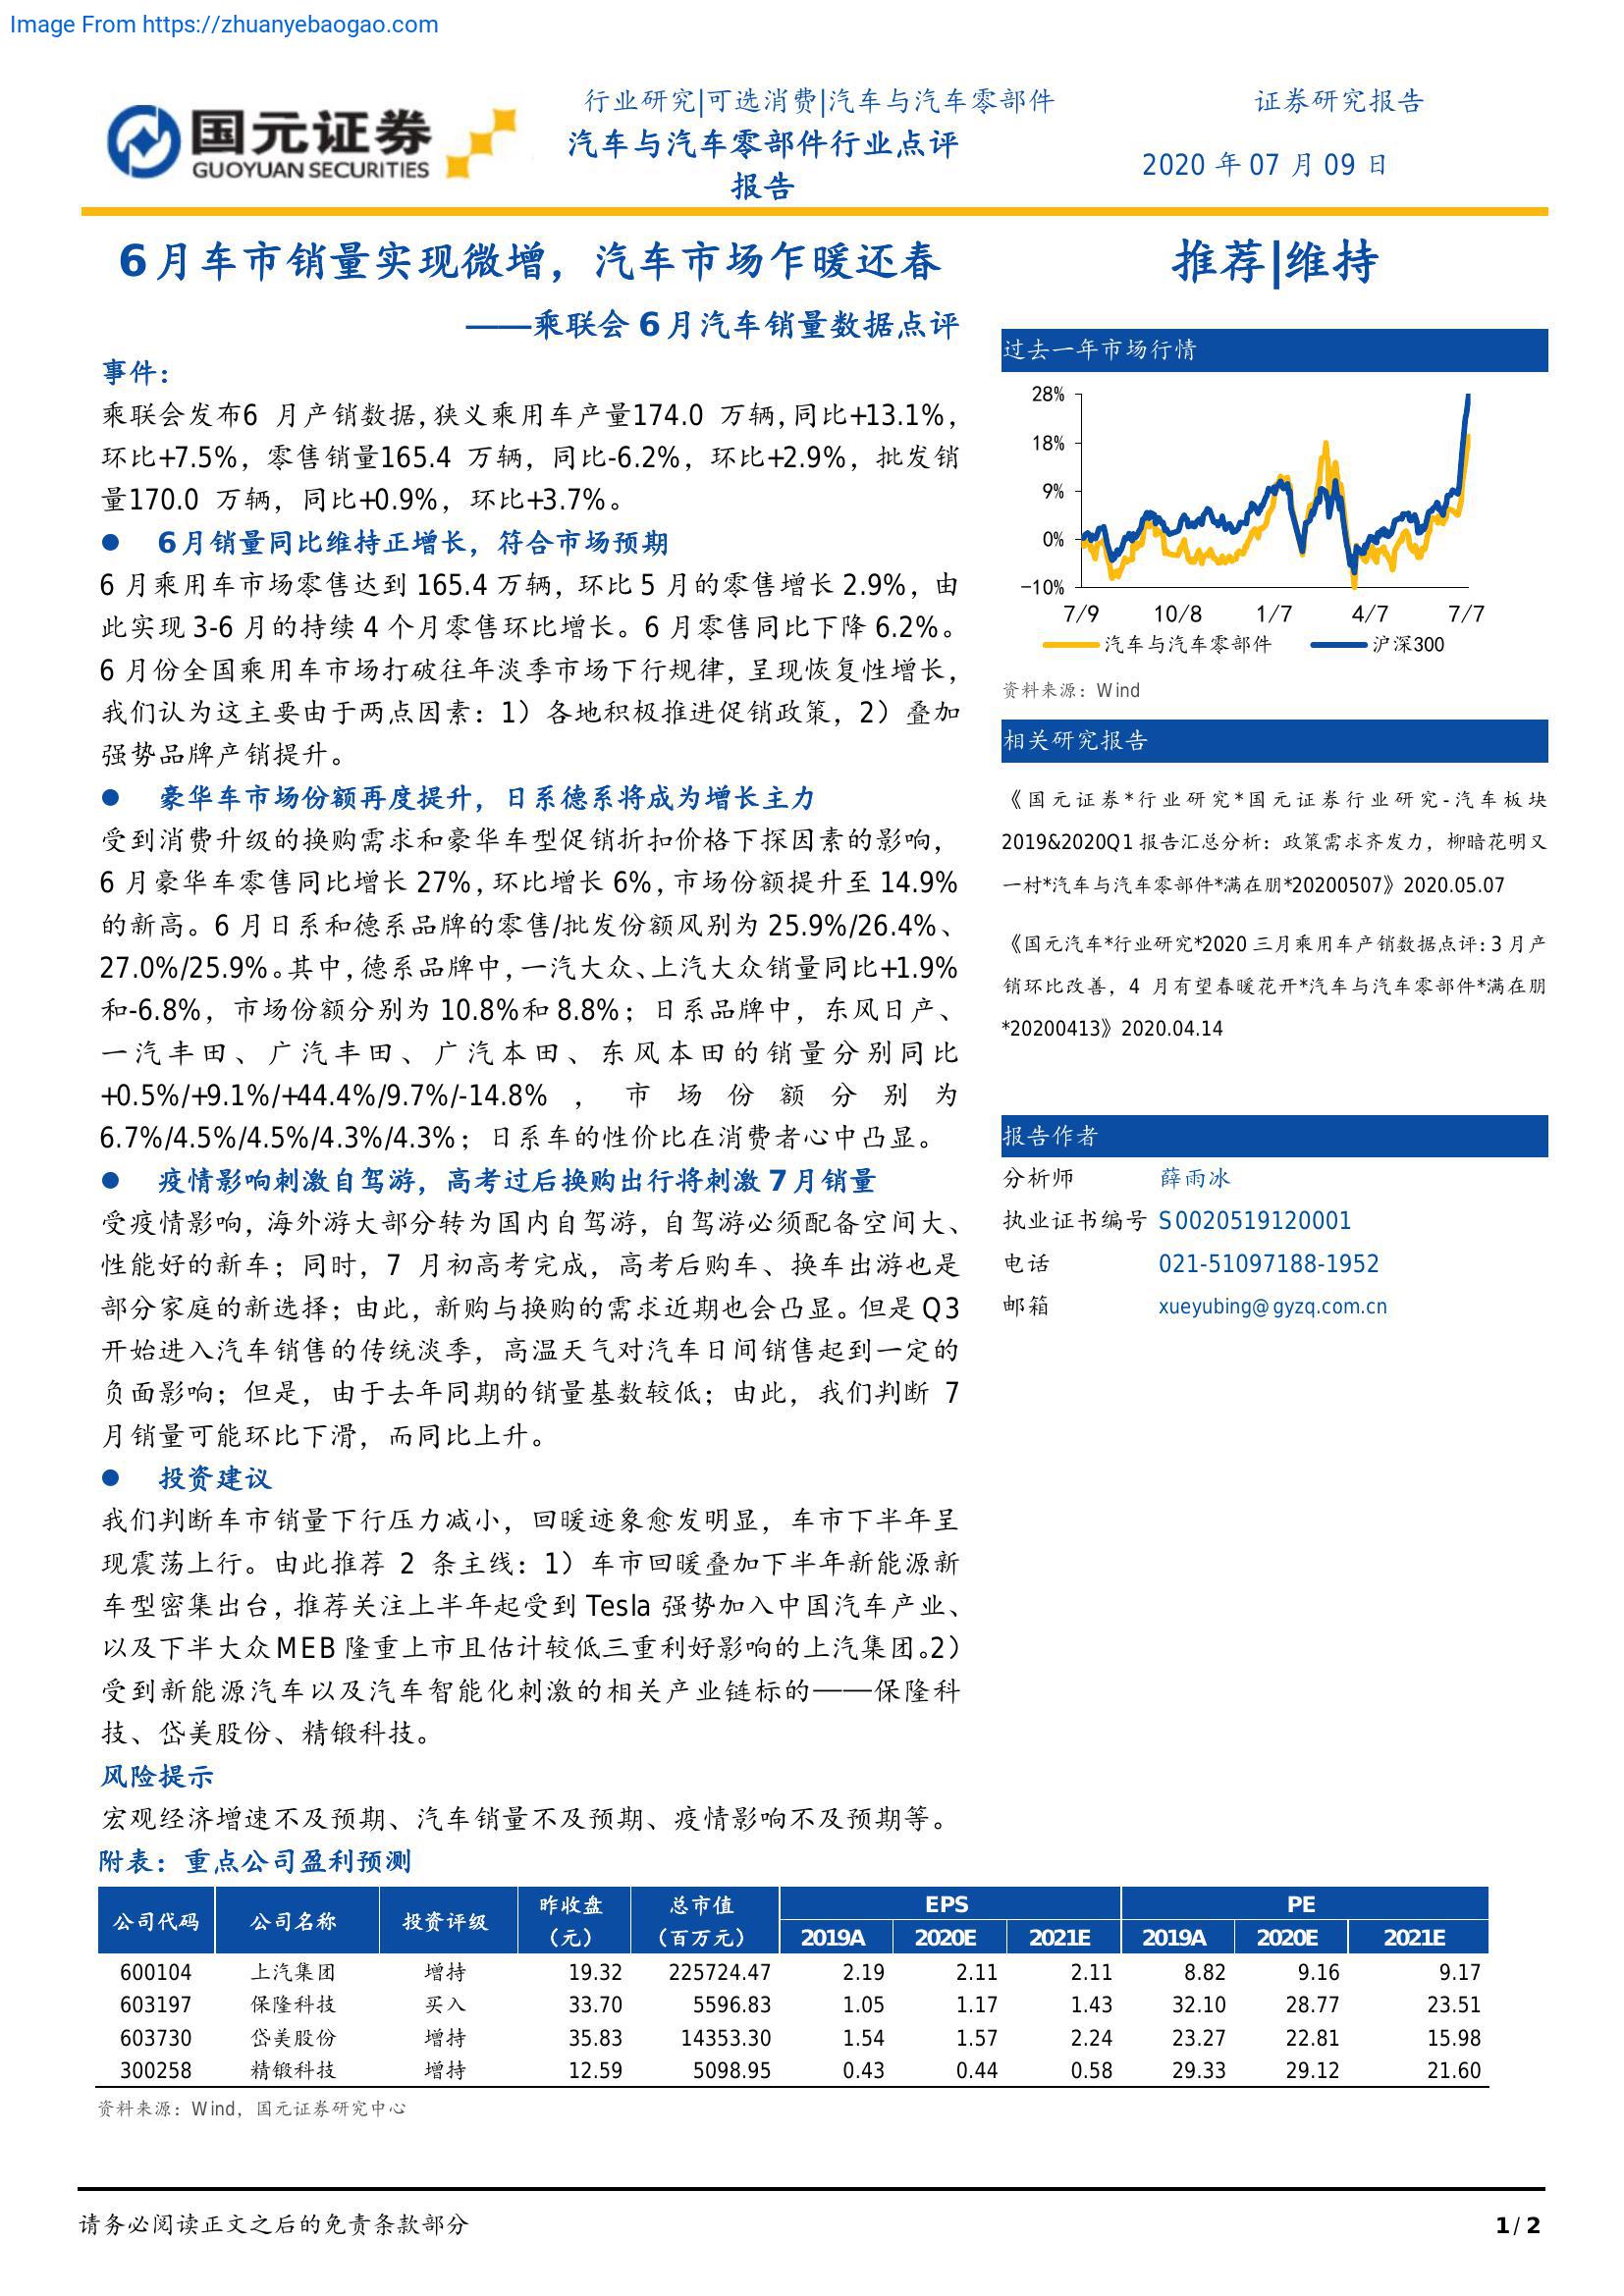 Image From https://zhuanyebaogao.com
国元证券
GUOYUAN SECURITIES
行业研究|可选消费|汽车与汽车零部件
证券研究报告
汽车与汽车零部件行业点评
报告
2020 年 07 月 09 日
6月车市销量实现微增，汽车市场乍暖还春
——乘联会 6 月汽车销量数据点评
事件：
乘联会发布6 月产销数据，狭义乘用车产量174.0 万辆，同比+13.1%，
环比+7.5%，零售销量165.4 万辆，同比-6.2%，环比+2.9%，批发销
量170.0 万辆，同比+0.9%，环比+3.7%。
● 6月销量同比维持正增长，符合市场预期
6 月乘用车市场零售达到 165.4 万辆，环比 5 月的零售增长 2.9%，由
此实现 3-6 月的持续 4 个月零售环比增长。6 月零售同比下降 6.2%。
6 月份全国乘用车市场打破往年淡季市场下行规律，呈现恢复性增长，
我们认为这主要由于两点因素：1）各地积极推进促销政策，2）叠加
强势品牌产销提升。
● 豪华车市场份额再度提升，日系德系将成为增长主力
受到消费升级的换购需求和豪华车型促销折扣价格下探因素的影响，
6 月豪华车零售同比增长 27%，环比增长 6%，市场份额提升至 14.9%
的新高。6 月日系和德系品牌的零售/批发份额风别为 25.9%/26.4%、
27.0%/25.9%。其中，德系品牌中，一汽大众、上汽大众销量同比+1.9%
和-6.8%，市场份额分别为 10.8%和 8.8%；日系品牌中，东风日产、
一汽丰田、广汽丰田、广汽本田、东风本田的销量分别同比
+0.5%/+9.1%/+44.4%/9.7%/-14.8%，市场份额分别为
6.7%/4.5%/4.5%/4.3%/4.3%；日系车的性价比在消费者心中凸显。
● 疫情影响刺激自驾游，高考过后换购出行将刺激 7 月销量
受疫情影响，海外游大部分转为国内自驾游，自驾游必须配备空间大、
性能好的新车；同时，7 月初高考完成，高考后购车、换车出游也是
部分家庭的新选择；由此，新购与换购的需求近期也会凸显。但是 Q3
开始进入汽车销售的传统淡季，高温天气对汽车日间销售起到一定的
负面影响；但是，由于去年同期的销量基数较低；由此，我们判断 7
月销量可能环比下滑，而同比上升。
● 投资建议
我们判断车市销量下行压力减小，回暖迹象愈发明显，车市下半年呈
现震荡上行。由此推荐 2 条主线：1）车市回暖叠加下半年新能源新
车型密集出台，推荐关注上半年起受到 Tesla 强势加入中国汽车产业、
以及下半大众 MEB 隆重上市且估计较低三重利好影响的上汽集团。2）
受到新能源汽车以及汽车智能化刺激的相关产业链标的——保隆科
技、岱美股份、精锻科技。
风险提示
宏观经济增速不及预期、汽车销量不及预期、疫情影响不及预期等。
推荐|维持
过去一年市场行情
28%
18%
9%
0%
-10%
7/9 10/8 1/7 4/7 7/7
汽车与汽车零部件 沪深300
资料来源：Wind
相关研究报告
《国元证券*行业研究*国元证券行业研究-汽车板块
2019&2020Q1 报告汇总分析：政策需求齐发力，柳暗花明又
一村*汽车与汽车零部件*满在朋*20200507》2020.05.07
《国元汽车*行业研究*2020 三月乘用车产销数据点评：3 月产
销环比改善，4 月有望春暖花开*汽车与汽车零部件*满在朋
*20200413》2020.04.14
报告作者
分析师 薛雨冰
执业证书编号 S0020519120001
电话 021-51097188-1952
邮箱 xueyubing@gyzq.com.cn
附表：重点公司盈利预测
公司代码 公司名称 投资评级 昨收盘（元） 总市值（百万元） EPS PE
2019A 2020E 2021E 2019A 2020E 2021E
600104 上汽集团 增持 19.32 225724.47 2.19 2.11 2.11 8.82 9.16 9.17
603197 保隆科技 买入 33.70 5596.83 1.05 1.17 1.43 32.10 28.77 23.51
603730 岱美股份 增持 35.83 14353.30 1.54 1.57 2.24 23.27 22.81 15.98
300258 精锻科技 增持 12.59 5098.95 0.43 0.44 0.58 29.33 29.12 21.60
资料来源：Wind，国元证券研究中心
请务必阅读正文之后的免责条款部分
1 / 2